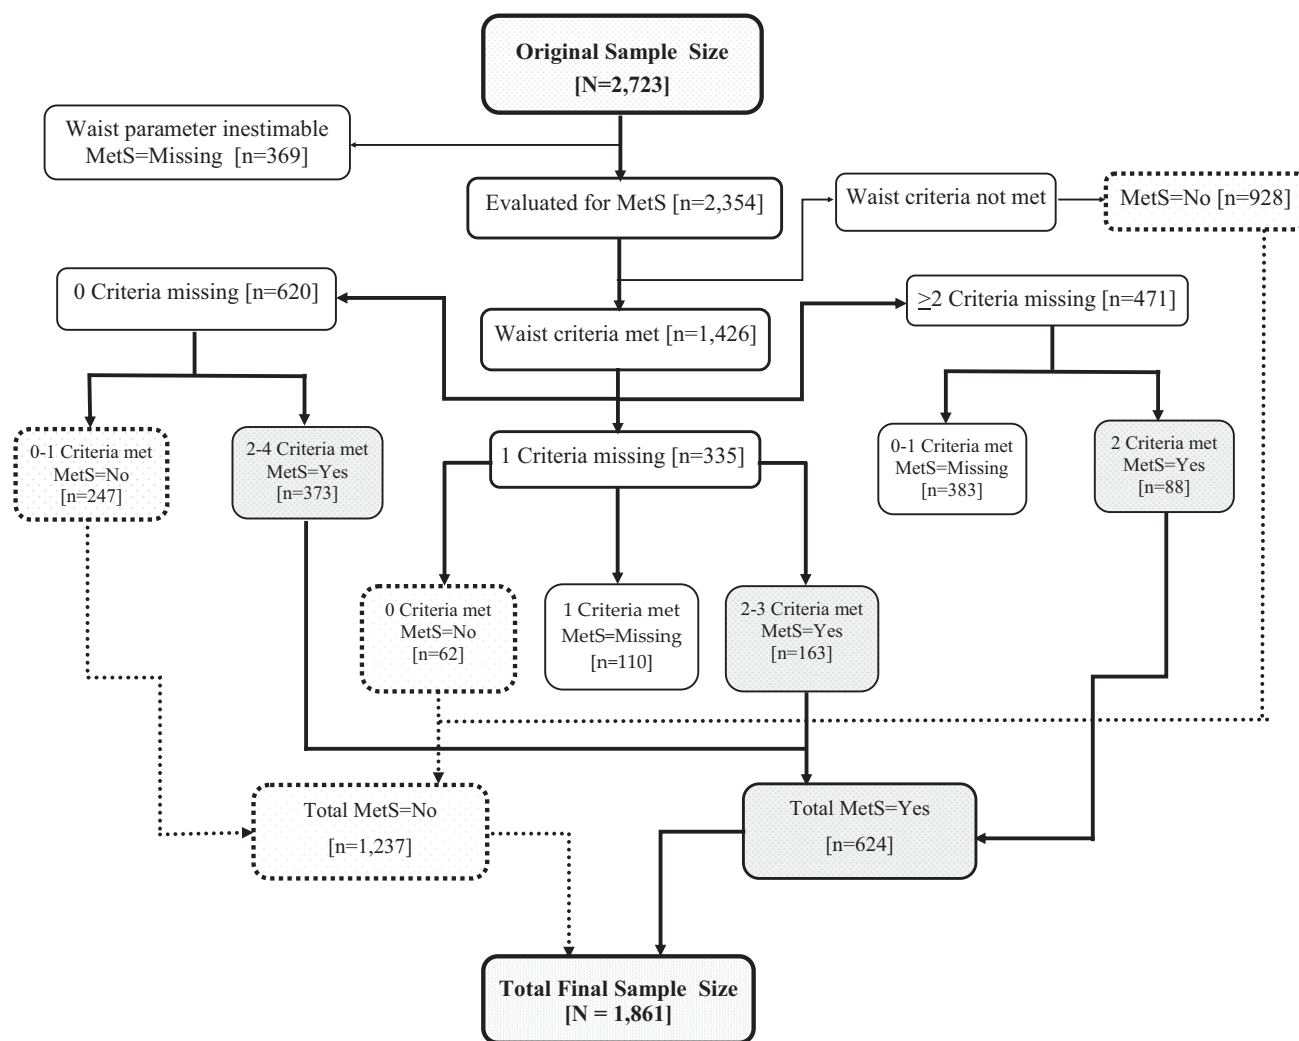 Original Sample Size
[N=2,723]
Waist parameter inestimable
MetS=Missing [n=369]
Evaluated for MetS [n=2,354]
Waist criteria not met
MetS=No [n=928]
0 Criteria missing [n=620]
Waist criteria met [n=1,426]
≥2 Criteria missing [n=471]
0-1 Criteria met
MetS=No
[n=247]
2-4 Criteria met
MetS=Yes
[n=373]
1 Criteria missing [n=335]
0-1 Criteria met
MetS=Missing
[n=383]
2 Criteria met
MetS=Yes
[n=88]
0 Criteria met
MetS=No
[n=62]
1 Criteria met
MetS=Missing
[n=110]
2-3 Criteria met
MetS=Yes
[n=163]
Total MetS=No
[n=1,237]
Total MetS=Yes
[n=624]
Total Final Sample Size
[N = 1,861]